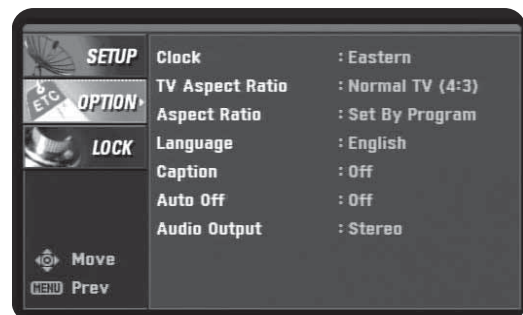 SETUP
ETC OPTION
LOCK
Clock : Eastern
TV Aspect Ratio : Normal TV (4:3)
Aspect Ratio : Set By Program
Language : English
Caption : Off
Auto Off : Off
Audio Output : Stereo
Move
MENU Prev